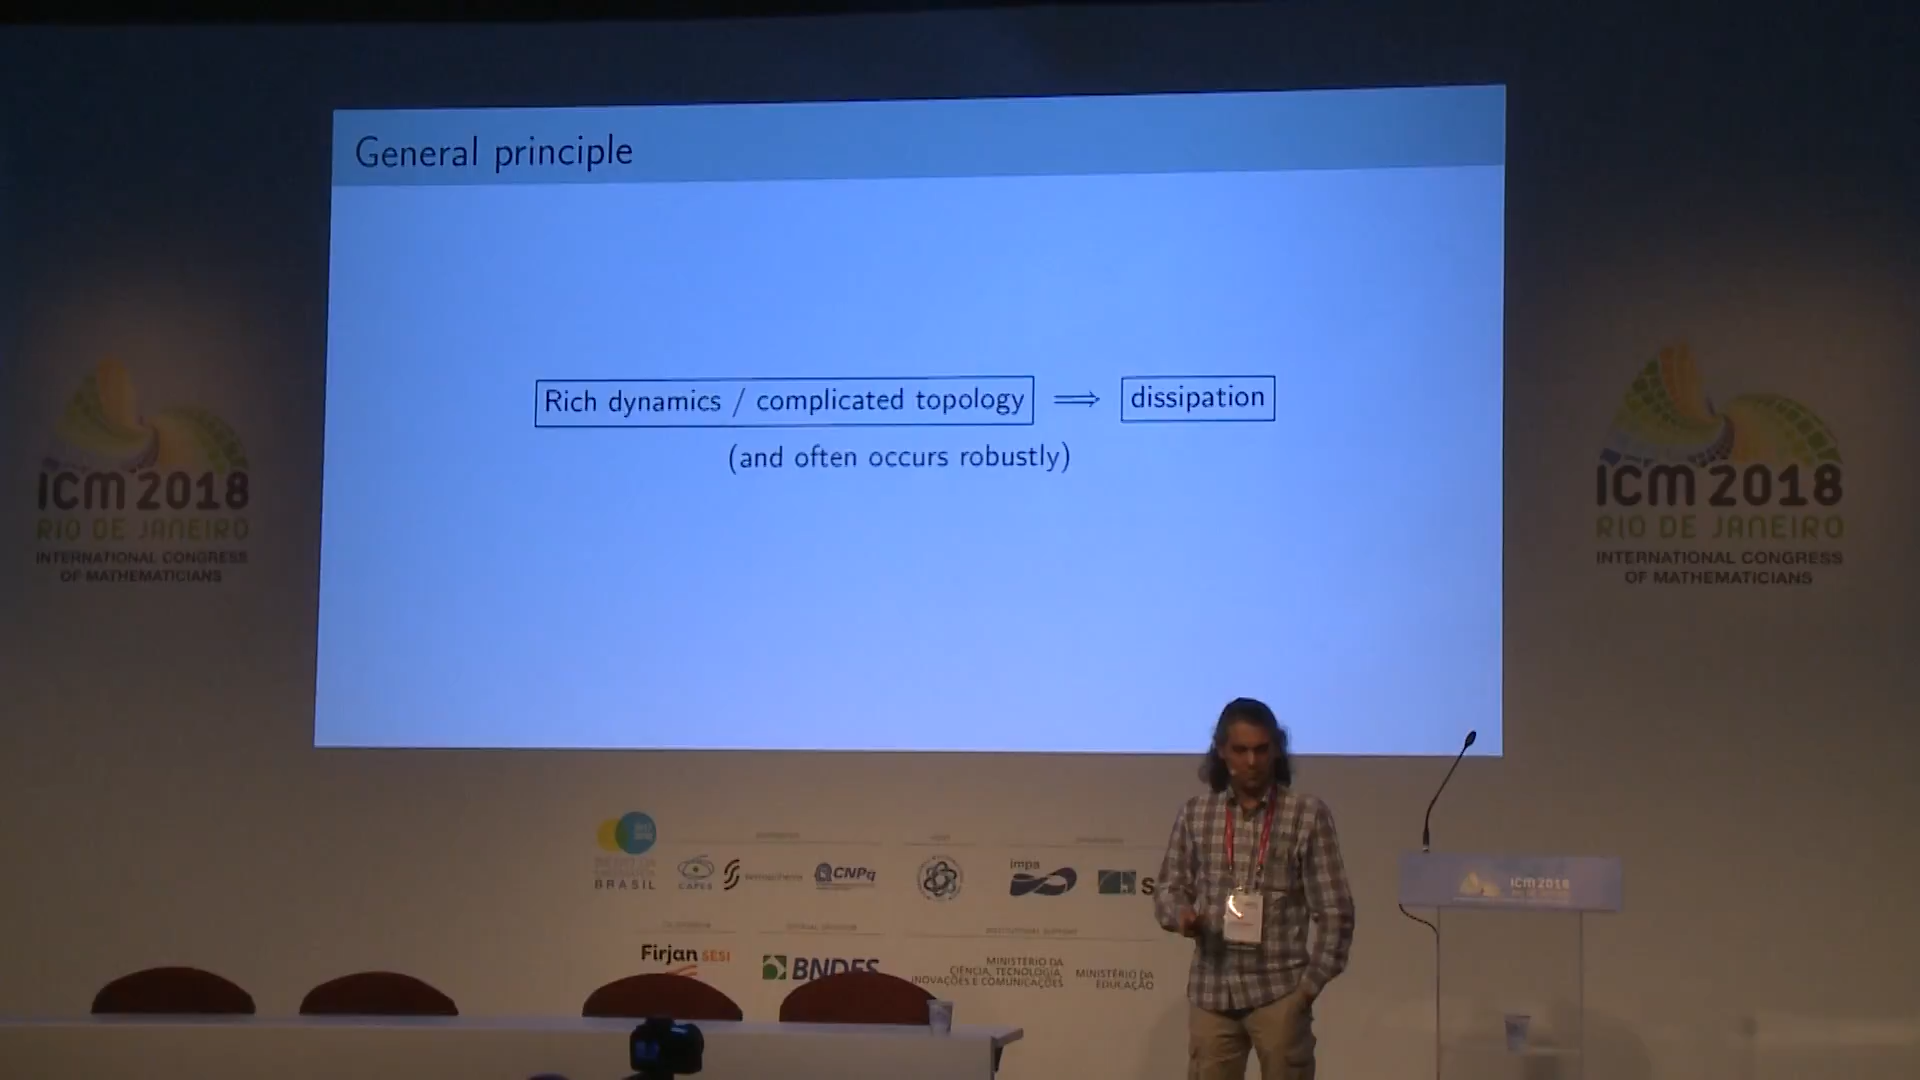 General principle
Rich dynamics / complicated topology ⟹ dissipation
(and often occurs robustly)
ICM 2018
RIO DE JANEIRO
INTERNATIONAL CONGRESS
OF MATHEMATICIANS
ICM 2018
RIO DE JANEIRO
INTERNATIONAL CONGRESS
OF MATHEMATICIANS
BRASIL
CAPES
CNPq
impa
S
ICM 2018
Firjan SESI
BNDES
MINISTÉRIO DA
CIÊNCIA, TECNOLOGIA,
INOVAÇÕES E COMUNICAÇÕES
MINISTÉRIO DA
EDUCAÇÃO